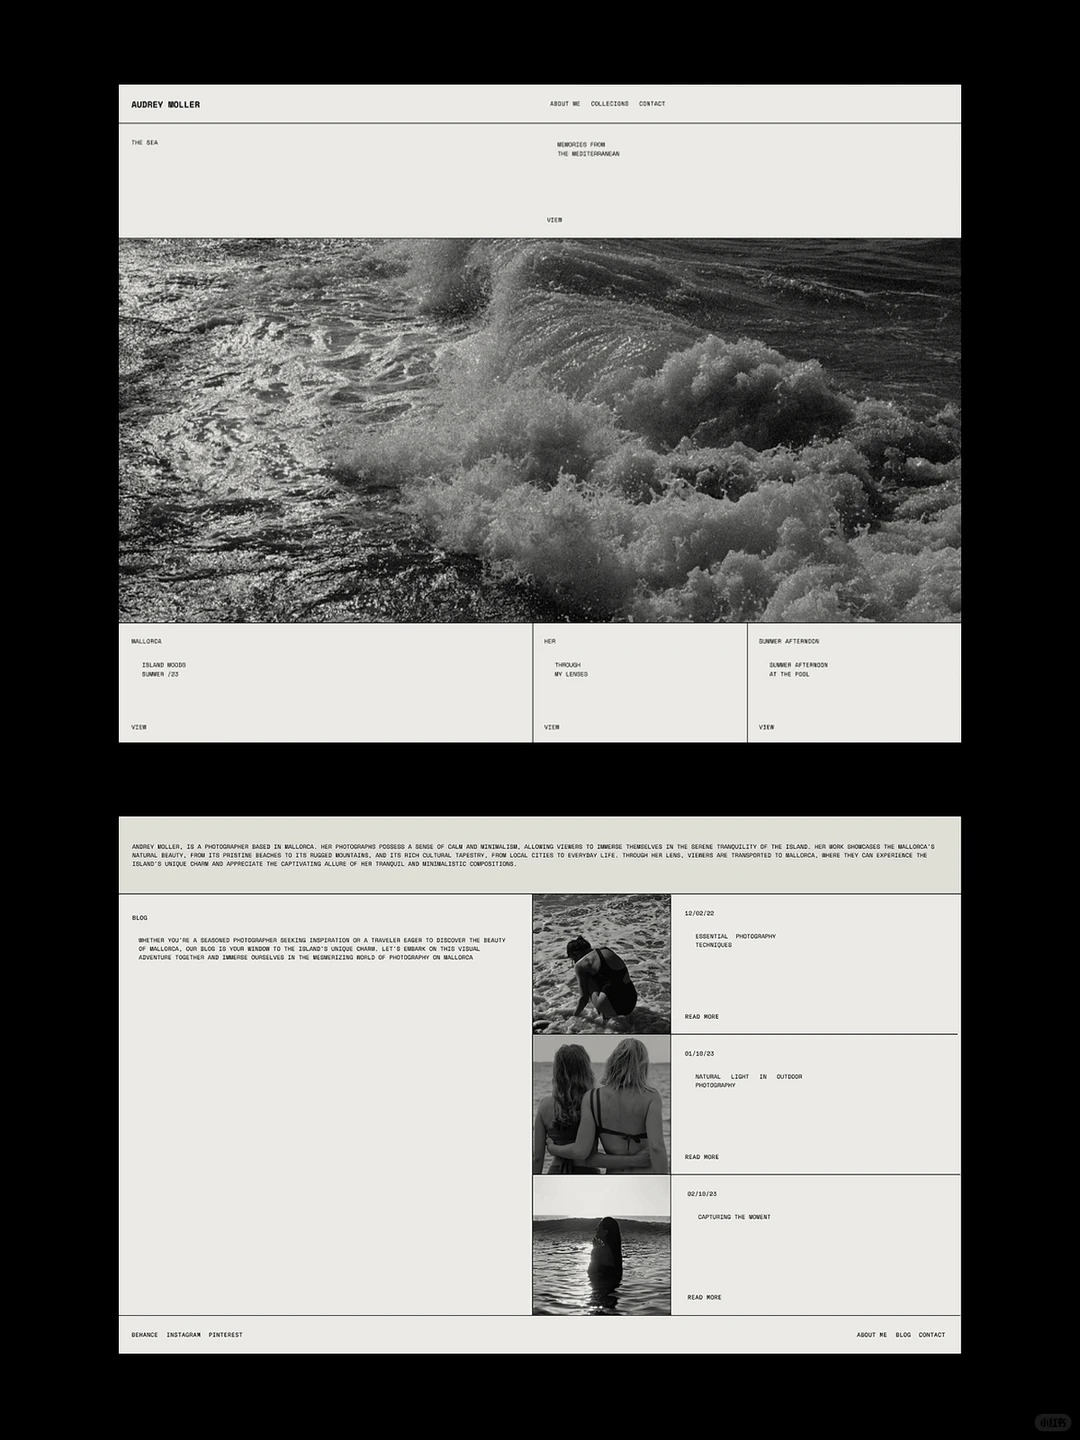 AUDREY MOLLER
ABOUT ME COLLECIONS CONTACT
THE SEA
MEMORIES FROM
THE MEDITERRANEAN
VIEW
MALLORCA
ISLAND MOODS
SUMMER /23
VIEW
HER
THROUGH
MY LENSES
VIEW
SUMMER AFTERNOON
SUMMER AFTERNOON
AT THE POOL
VIEW
ANDREY MOLLER, IS A PHOTOGRAPHER BASED IN MALLORCA. HER PHOTOGRAPHS POSSESS A SENSE OF CALM AND MINIMALISM, ALLOWING VIEWERS TO IMMERSE THEMSELVES IN THE SERENE TRANQUILITY OF THE ISLAND. HER WORK SHOWCASES THE MALLORCA'S
NATURAL BEAUTY, FROM ITS PRISTINE BEACHES TO ITS RUGGED MOUNTAINS, AND ITS RICH CULTURAL TAPESTRY, FROM LOCAL CITIES TO EVERYDAY LIFE. THROUGH HER LENS, VIEWERS ARE TRANSPORTED TO MALLORCA, WHERE THEY CAN EXPERIENCE THE
ISLAND'S UNIQUE CHARM AND APPRECIATE THE CAPTIVATING ALLURE OF HER TRANQUIL AND MINIMALISTIC COMPOSITIONS.
BLOG
WHETHER YOU'RE A SEASONED PHOTOGRAPHER SEEKING INSPIRATION OR A TRAVELER EAGER TO DISCOVER THE BEAUTY
OF MALLORCA, OUR BLOG IS YOUR WINDOW TO THE ISLAND'S UNIQUE CHARM. LET'S EMBARK ON THIS VISUAL
ADVENTURE TOGETHER AND IMMERSE OURSELVES IN THE MESMERIZING WORLD OF PHOTOGRAPHY ON MALLORCA
12/02/22
ESSENTIAL PHOTOGRAPHY
TECHNIQUES
READ MORE
01/10/23
NATURAL LIGHT IN OUTDOOR
PHOTOGRAPHY
READ MORE
02/10/23
CAPTURING THE MOMENT
READ MORE
BEHANCE INSTAGRAM PINTEREST
ABOUT ME BLOG CONTACT
小红书